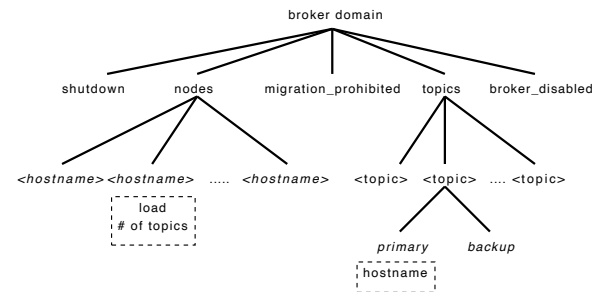 broker domain
shutdown nodes migration_prohibited topics broker_disabled
<hostname> <hostname> ..... <hostname> <topic> <topic> .... <topic>
load
# of topics
primary backup
hostname